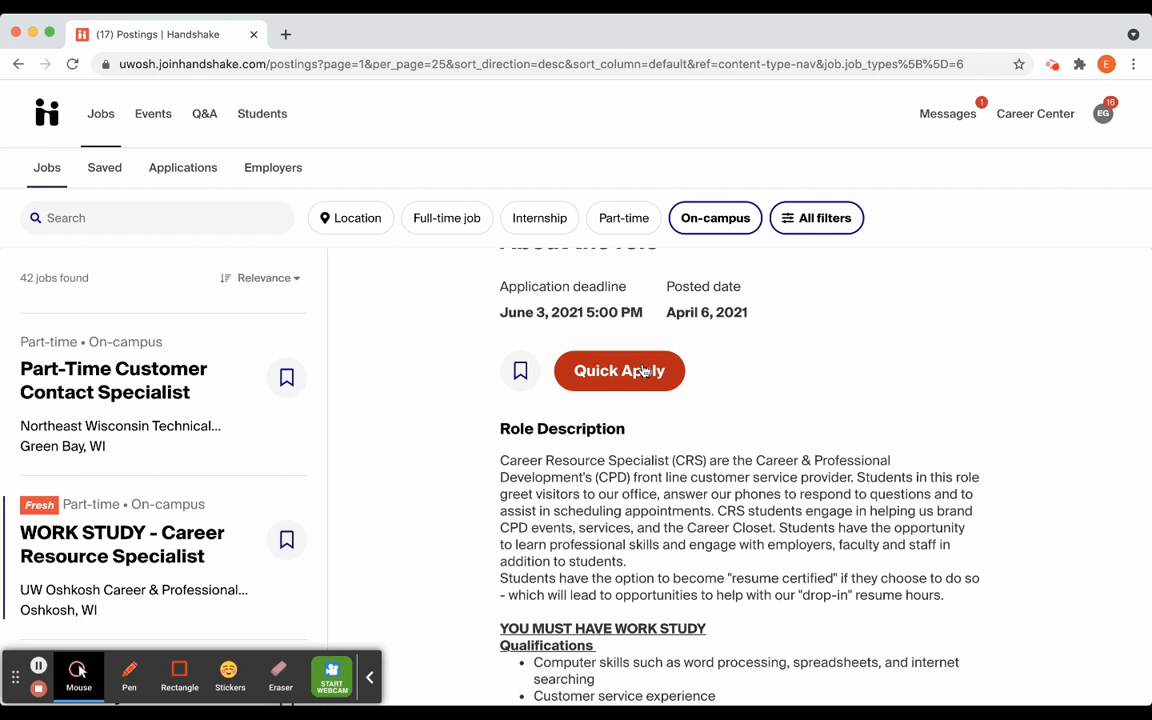 (17) Postings | Handshake
uwosh.joinhandshake.com/postings?page=1&per_page=25&sort_direction=desc&sort_column=default&ref=content-type-nav&job.job_types%5B%5D=6
E
Jobs
Events
Q&A
Students
Messages
1
Career Center
EG
16
Jobs
Saved
Applications
Employers
Search
Location
Full-time job
Internship
Part-time
On-campus
All filters
42 jobs found
Relevance
Part-time • On-campus
Part-Time Customer
Contact Specialist
Northeast Wisconsin Technical...
Green Bay, WI
Fresh Part-time • On-campus
WORK STUDY - Career
Resource Specialist
UW Oshkosh Career & Professional...
Oshkosh, WI
About the role
Application deadline
Posted date
June 3, 2021 5:00 PM
April 6, 2021
Quick Apply
Role Description
Career Resource Specialist (CRS) are the Career & Professional
Development's (CPD) front line customer service provider. Students in this role
greet visitors to our office, answer our phones to respond to questions and to
assist in scheduling appointments. CRS students engage in helping us brand
CPD events, services, and the Career Closet. Students have the opportunity
to learn professional skills and engage with employers, faculty and staff in
addition to students.
Students have the option to become "resume certified" if they choose to do so
- which will lead to opportunities to help with our "drop-in" resume hours.
YOU MUST HAVE WORK STUDY
Qualifications
• Computer skills such as word processing, spreadsheets, and internet
searching
• Customer service experience
Mouse
Pen
Rectangle
Stickers
Eraser
START
WEBCAM